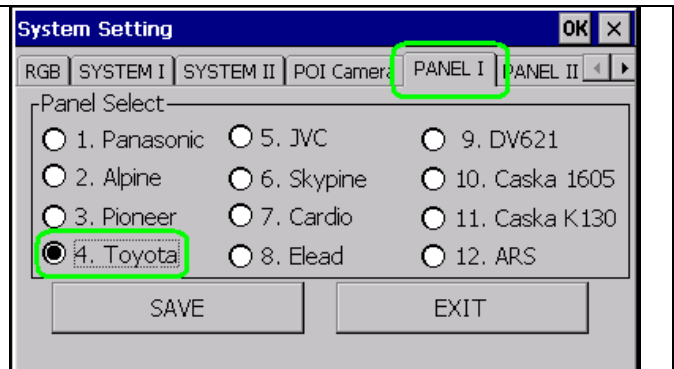 System Setting OK ×
RGB SYSTEM I SYSTEM II POI Camera PANEL I PANEL II
Panel Select
1. Panasonic 5. JVC 9. DV621
2. Alpine 6. Skypine 10. Caska 1605
3. Pioneer 7. Cardio 11. Caska K130
4. Toyota 8. Elead 12. ARS
SAVE EXIT